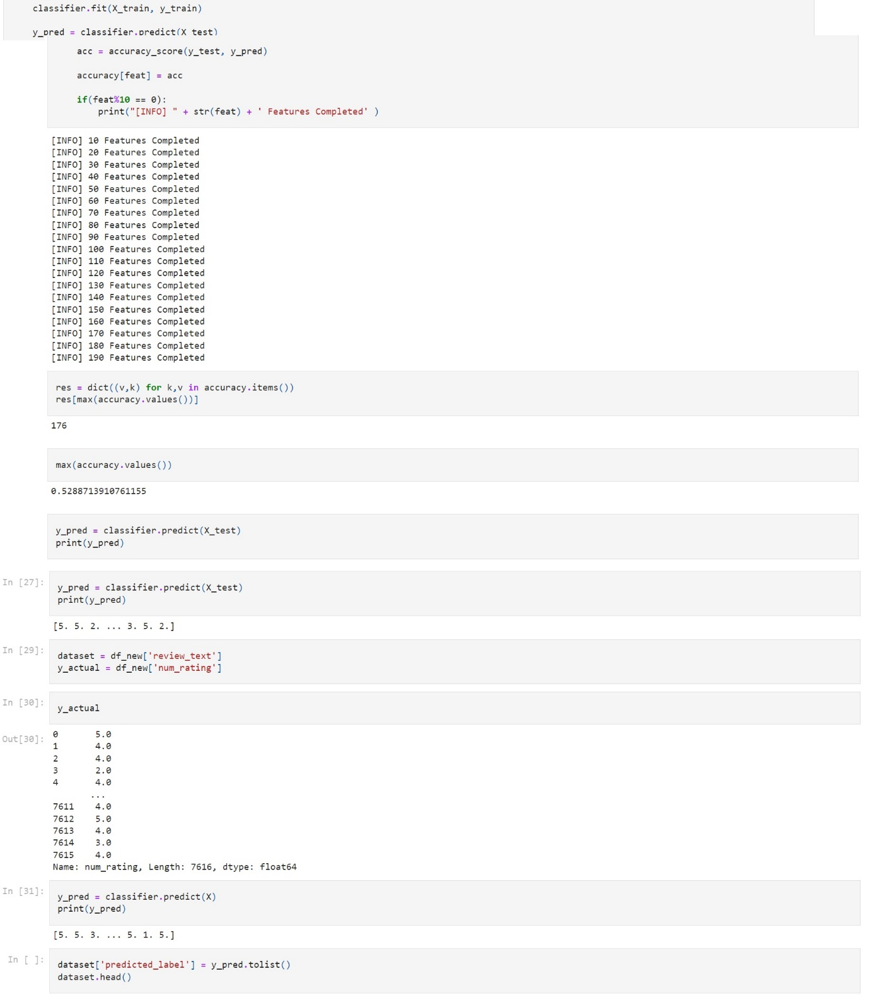 classifier.fit(X_train, y_train)
y_pred = classifier.predict(X_test)
acc = accuracy_score(y_test, y_pred)
accuracy[feat] = acc
if(feat%10 == 0):
print("[INFO] " + str(feat) + ' Features Completed' )
[INFO] 10 Features Completed
[INFO] 20 Features Completed
[INFO] 30 Features Completed
[INFO] 40 Features Completed
[INFO] 50 Features Completed
[INFO] 60 Features Completed
[INFO] 70 Features Completed
[INFO] 80 Features Completed
[INFO] 90 Features Completed
[INFO] 100 Features Completed
[INFO] 110 Features Completed
[INFO] 120 Features Completed
[INFO] 130 Features Completed
[INFO] 140 Features Completed
[INFO] 150 Features Completed
[INFO] 160 Features Completed
[INFO] 170 Features Completed
[INFO] 180 Features Completed
[INFO] 190 Features Completed
res = dict((v,k) for k,v in accuracy.items())
res[max(accuracy.values())]
176
max(accuracy.values())
0.5288713910761155
y_pred = classifier.predict(X_test)
print(y_pred)
In [27]:
y_pred = classifier.predict(X_test)
print(y_pred)
[5. 5. 2. ... 3. 5. 2.]
In [29]:
dataset = df_new['review_text']
y_actual = df_new['num_rating']
In [30]:
y_actual
Out[30]:
0 5.0
1 4.0
2 4.0
3 2.0
4 4.0
...
7611 4.0
7612 5.0
7613 4.0
7614 3.0
7615 4.0
Name: num_rating, Length: 7616, dtype: float64
In [31]:
y_pred = classifier.predict(X)
print(y_pred)
[5. 5. 3. ... 5. 1. 5.]
In [ ]:
dataset['predicted_label'] = y_pred.tolist()
dataset.head()